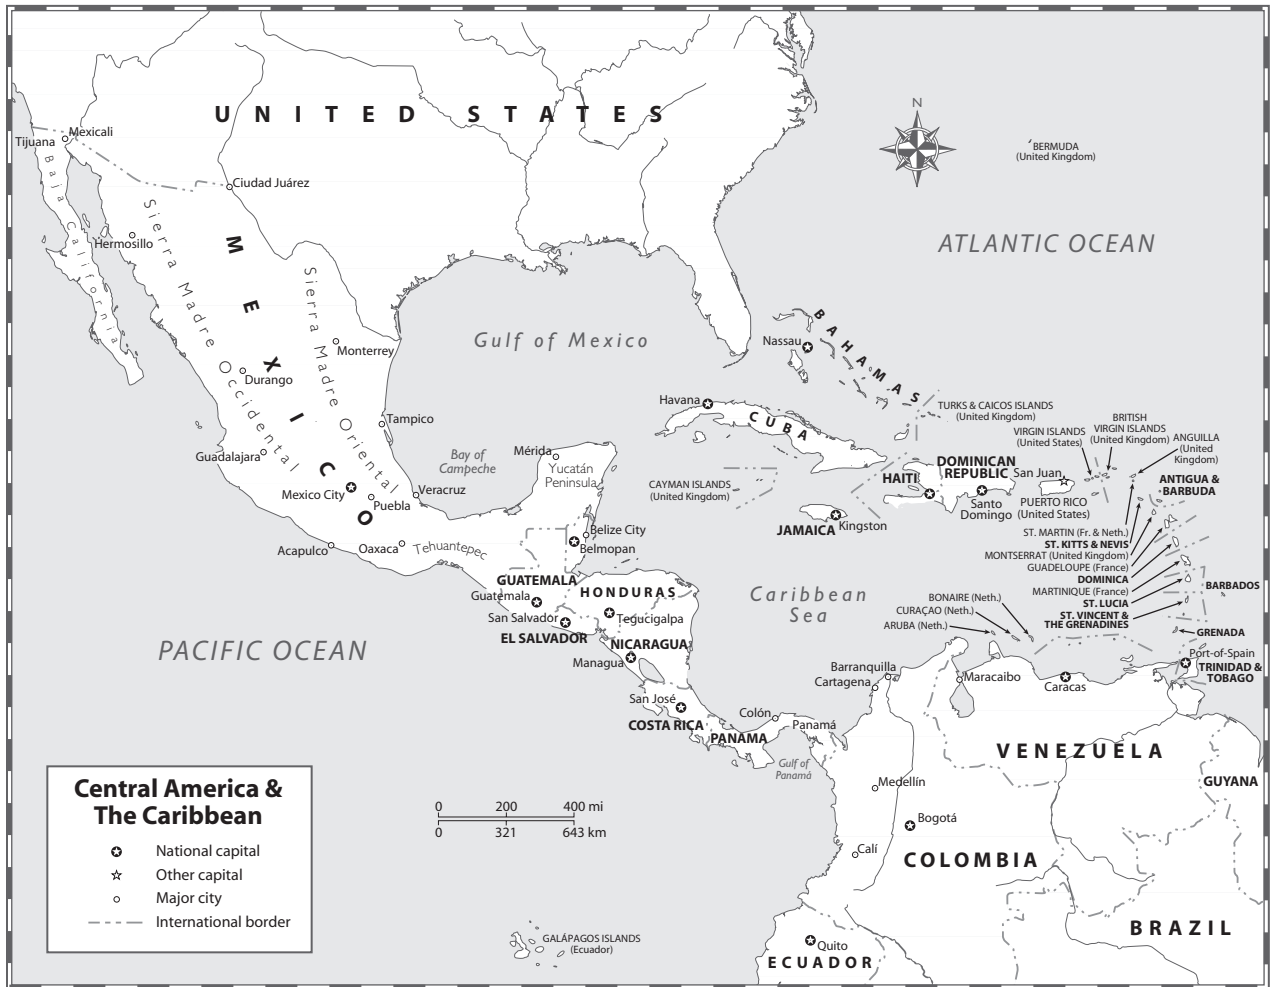 UNITED STATES
N
BERMUDA
(United Kingdom)
ATLANTIC OCEAN
Tijuana
Mexicali
Baja California
Ciudad Juárez
Hermosillo
Sierra Madre Occidental
MEXICO
Sierra Madre Oriental
Monterrey
Durango
Tampico
Guadalajara
Mexico City
Puebla
Veracruz
Acapulco
Oaxaca
Tehuantepec
Gulf of Mexico
Bay of
Campeche
Mérida
Yucatán
Peninsula
Nassau
BAHAMAS
Havana
CUBA
TURKS & CAICOS ISLANDS
(United Kingdom)
CAYMAN ISLANDS
(United Kingdom)
JAMAICA
Kingston
HAITI
DOMINICAN
REPUBLIC
Santo
Domingo
San Juan
PUERTO RICO
(United States)
VIRGIN ISLANDS
(United States)
BRITISH
VIRGIN ISLANDS
(United Kingdom)
ANGUILLA
(United
Kingdom)
ANTIGUA &
BARBUDA
ST. MARTIN (Fr. & Neth.)
ST. KITTS & NEVIS
MONTSERRAT (United Kingdom)
GUADELOUPE (France)
DOMINICA
MARTINIQUE (France)
ST. LUCIA
ST. VINCENT &
THE GRENADINES
BARBADOS
GRENADA
Port-of-Spain
TRINIDAD &
TOBAGO
BONAIRE (Neth.)
CURAÇAO (Neth.)
ARUBA (Neth.)
Caribbean
Sea
Belize City
Belmopan
GUATEMALA
Guatemala
HONDURAS
Tegucigalpa
San Salvador
EL SALVADOR
NICARAGUA
Managua
San José
COSTA RICA
PANAMA
Colón
Panamá
Gulf of
Panamá
PACIFIC OCEAN
Barranquilla
Cartagena
Maracaibo
Caracas
VENEZUELA
GUYANA
Medellín
Bogotá
Calí
COLOMBIA
BRAZIL
Quito
ECUADOR
GALÁPAGOS ISLANDS
(Ecuador)
0 200 400 mi
0 321 643 km
Central America &
The Caribbean
National capital
Other capital
Major city
International border